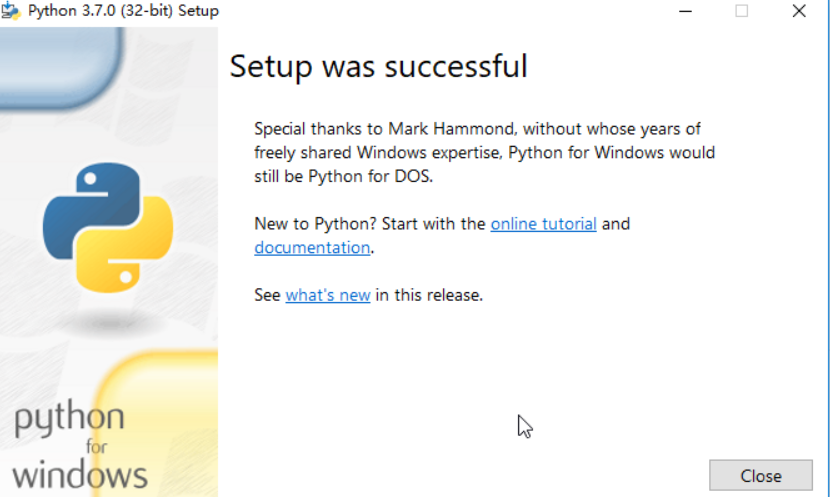 Python 3.7.0 (32-bit) Setup
Setup was successful
Special thanks to Mark Hammond, without whose years of
freely shared Windows expertise, Python for Windows would
still be Python for DOS.
New to Python? Start with the online tutorial and
documentation.
See what's new in this release.
python
for
windows
Close